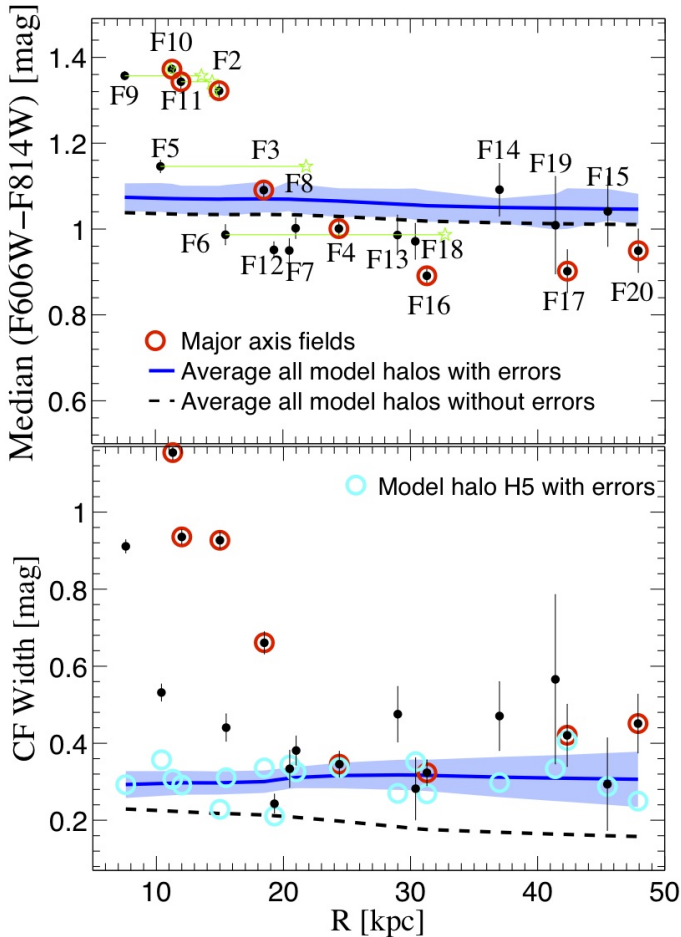 Median (F606W−F814W) [mag]
1.4
1.2
1
0.8
0.6
F10
F2
F9
F11
F5
F3
F8
F14
F19
F15
F6
F12
F7
F4
F13
F18
F16
F17
F20
Major axis fields
Average all model halos with errors
Average all model halos without errors
CF Width [mag]
1
0.8
0.6
0.4
0.2
Model halo H5 with errors
10
20
30
40
50
R [kpc]